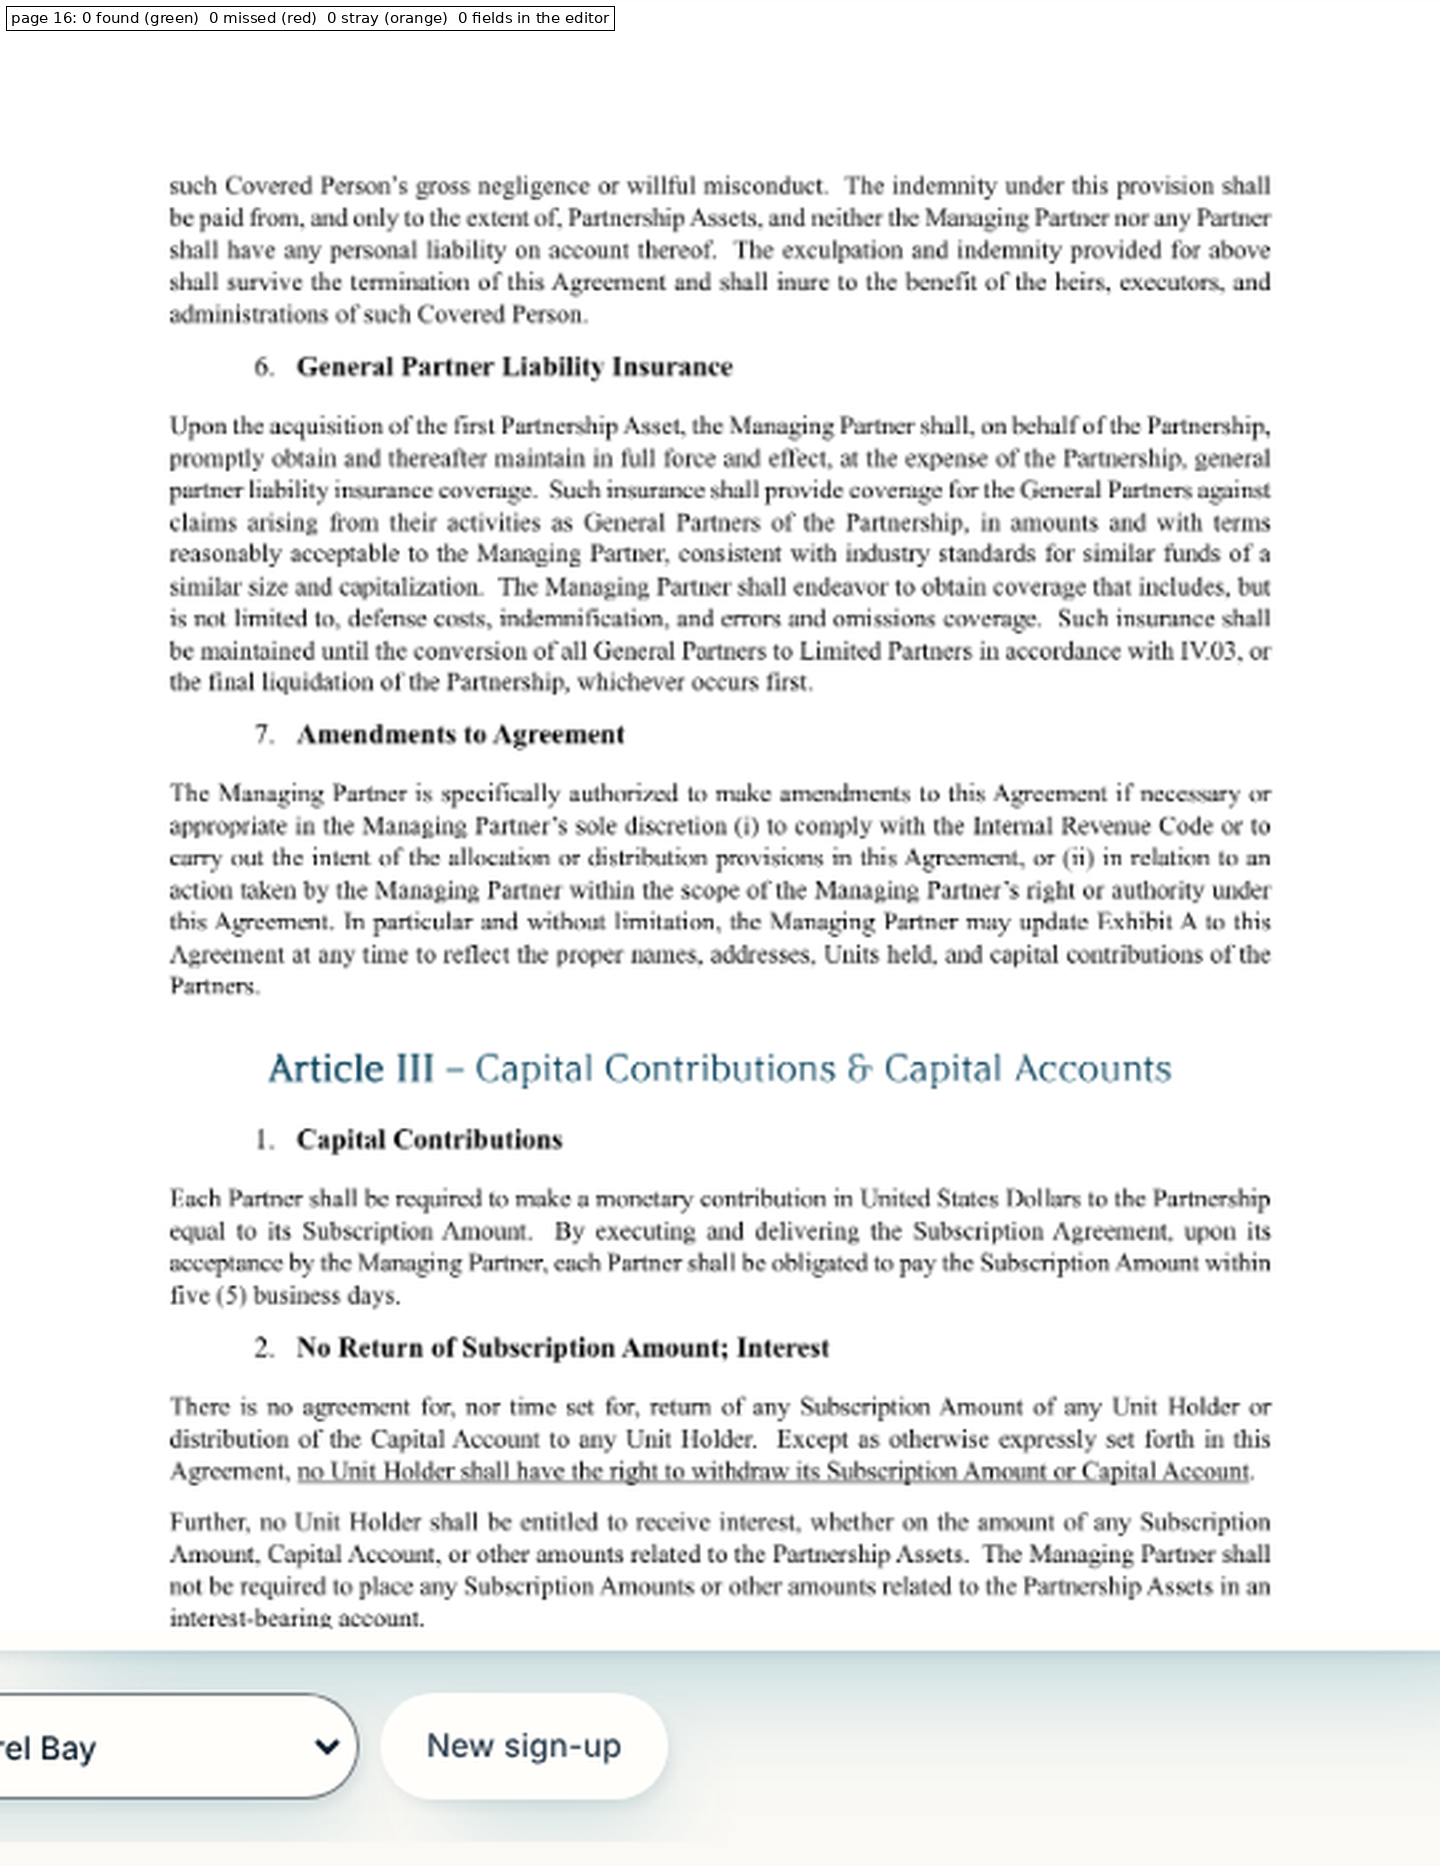 page 16: 0 found (green)  0 missed (red)  0 stray (orange)  0 fields in the editor
such Covered Person’s gross negligence or willful misconduct.  The indemnity under this provision shall
be paid from, and only to the extent of, Partnership Assets, and neither the Managing Partner nor any Partner
shall have any personal liability on account thereof.  The exculpation and indemnity provided for above
shall survive the termination of this Agreement and shall inure to the benefit of the heirs, executors, and
administrations of such Covered Person.
6. General Partner Liability Insurance
Upon the acquisition of the first Partnership Asset, the Managing Partner shall, on behalf of the Partnership,
promptly obtain and thereafter maintain in full force and effect, at the expense of the Partnership, general
partner liability insurance coverage.  Such insurance shall provide coverage for the General Partners against
claims arising from their activities as General Partners of the Partnership, in amounts and with terms
reasonably acceptable to the Managing Partner, consistent with industry standards for similar funds of a
similar size and capitalization.  The Managing Partner shall endeavor to obtain coverage that includes, but
is not limited to, defense costs, indemnification, and errors and omissions coverage.  Such insurance shall
be maintained until the conversion of all General Partners to Limited Partners in accordance with IV.03, or
the final liquidation of the Partnership, whichever occurs first.
7. Amendments to Agreement
The Managing Partner is specifically authorized to make amendments to this Agreement if necessary or
appropriate in the Managing Partner’s sole discretion (i) to comply with the Internal Revenue Code or to
carry out the intent of the allocation or distribution provisions in this Agreement, or (ii) in relation to an
action taken by the Managing Partner within the scope of the Managing Partner’s right or authority under
this Agreement. In particular and without limitation, the Managing Partner may update Exhibit A to this
Agreement at any time to reflect the proper names, addresses, Units held, and capital contributions of the
Partners.
Article III – Capital Contributions & Capital Accounts
1. Capital Contributions
Each Partner shall be required to make a monetary contribution in United States Dollars to the Partnership
equal to its Subscription Amount.  By executing and delivering the Subscription Agreement, upon its
acceptance by the Managing Partner, each Partner shall be obligated to pay the Subscription Amount within
five (5) business days.
2. No Return of Subscription Amount; Interest
There is no agreement for, nor time set for, return of any Subscription Amount of any Unit Holder or
distribution of the Capital Account to any Unit Holder.  Except as otherwise expressly set forth in this
Agreement, no Unit Holder shall have the right to withdraw its Subscription Amount or Capital Account.
Further, no Unit Holder shall be entitled to receive interest, whether on the amount of any Subscription
Amount, Capital Account, or other amounts related to the Partnership Assets.  The Managing Partner shall
not be required to place any Subscription Amounts or other amounts related to the Partnership Assets in an
interest-bearing account.
rel Bay
New sign-up